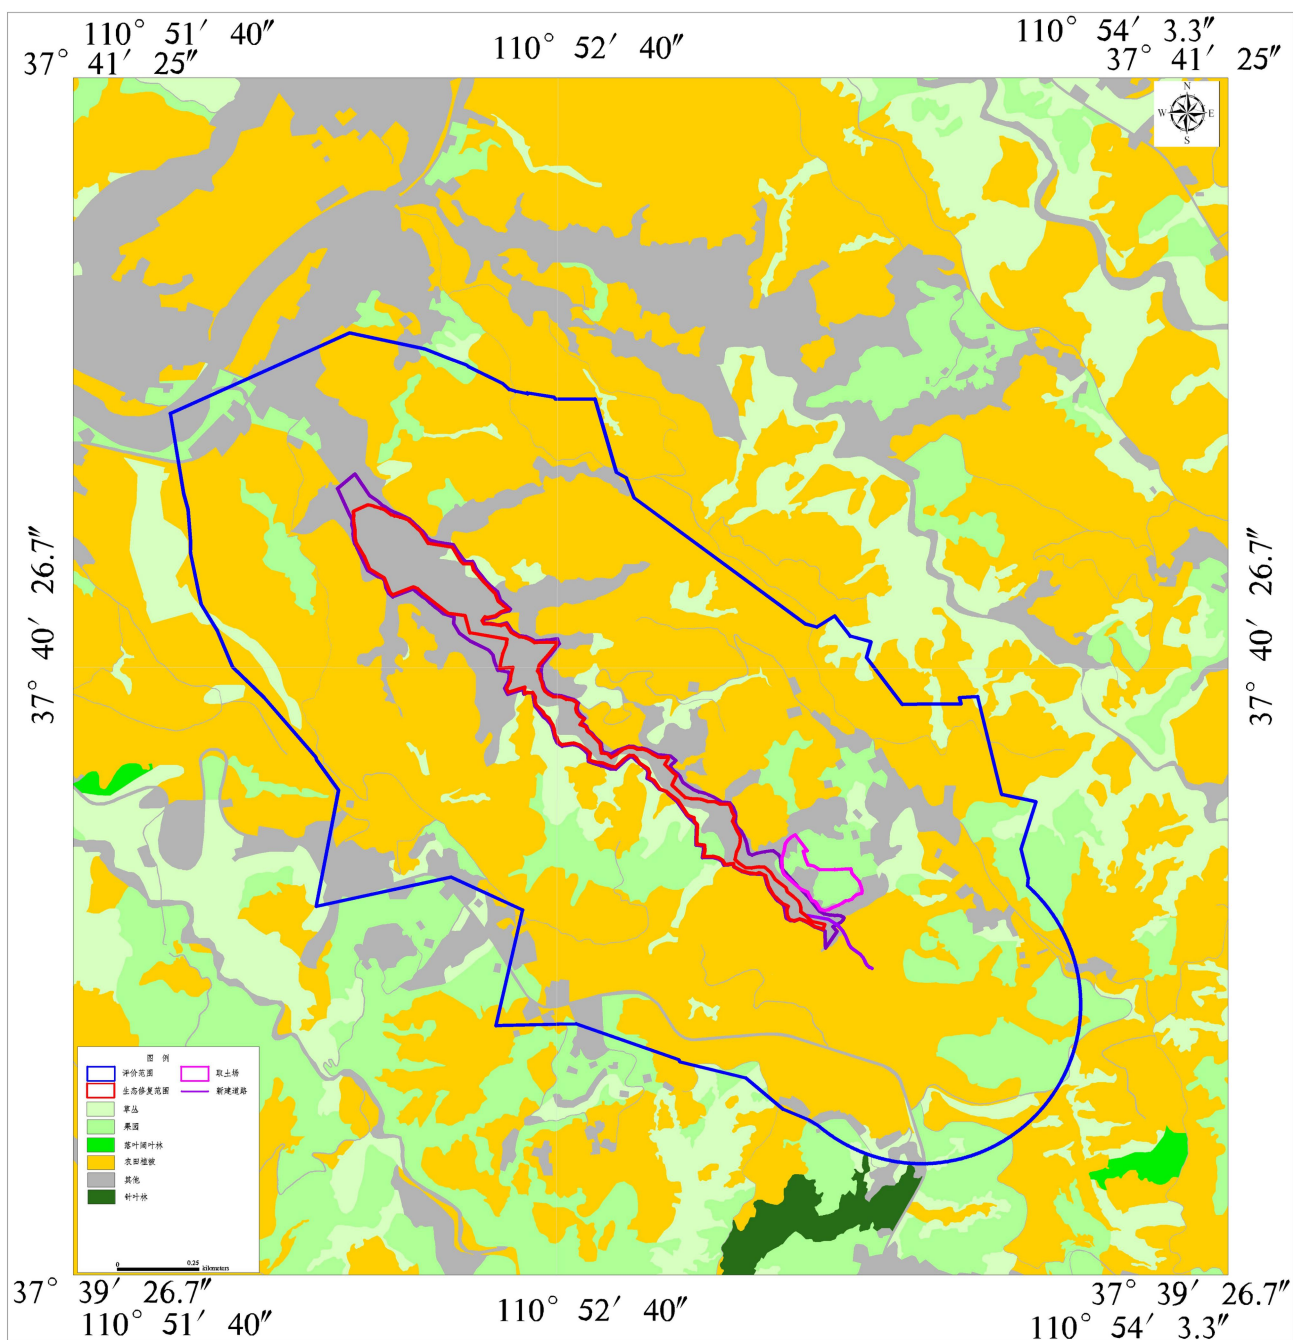 110° 51′ 40″
110° 52′ 40″
110° 54′ 3.3″
37° 41′ 25″
37° 41′ 25″
N
W E
S
37° 40′ 26.7″
37° 40′ 26.7″
图 例
评价范围
取土场
生态修复范围
新建道路
草丛
果园
落叶阔叶林
农田植被
其他
针叶林
0 0.25
kilometers
37° 39′ 26.7″
37° 39′ 26.7″
110° 51′ 40″
110° 52′ 40″
110° 54′ 3.3″